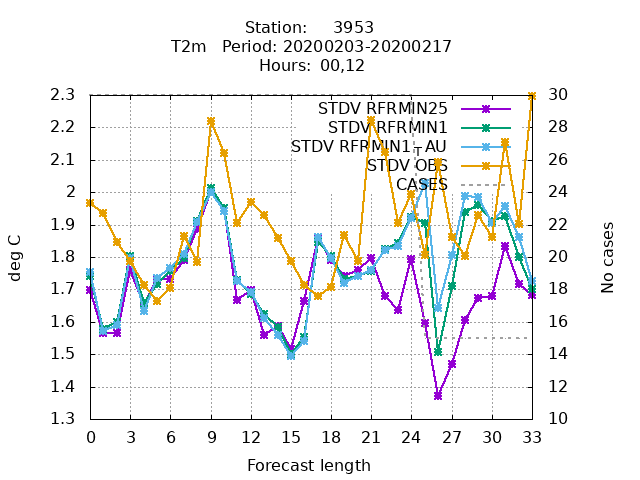 Station: 3953
T2m Period: 20200203-20200217
Hours: 00,12
2.3
2.2
2.1
2
1.9
1.8
1.7
1.6
1.5
1.4
1.3
deg C
STDV RFRMIN25
STDV RFRMIN1
STDV RFRMIN1_AU
STDV OBS
CASES
30
28
26
24
22
20
18
16
14
12
10
No cases
0 3 6 9 12 15 18 21 24 27 30 33
Forecast length